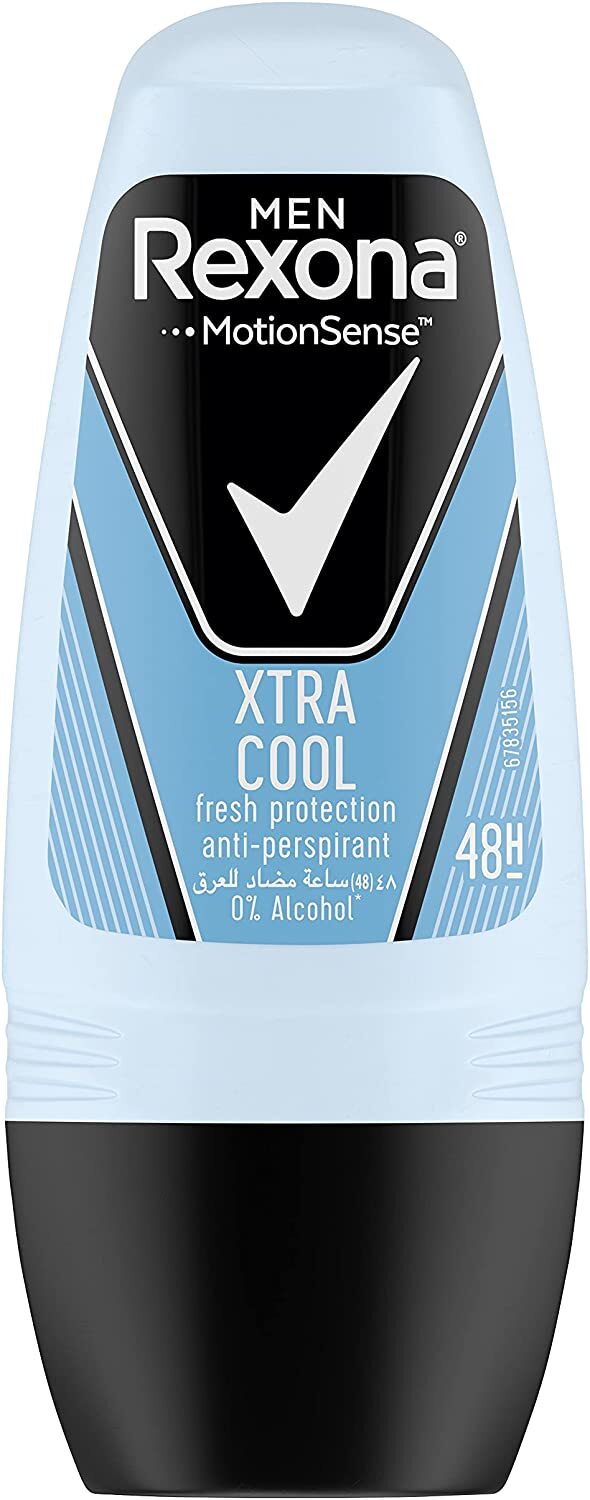 MEN
Rexona®
MotionSense™
XTRA
COOL
fresh protection
anti-perspirant
٤٨ (48) ساعة مضاد للعرق
0% Alcohol*
48H
67835156